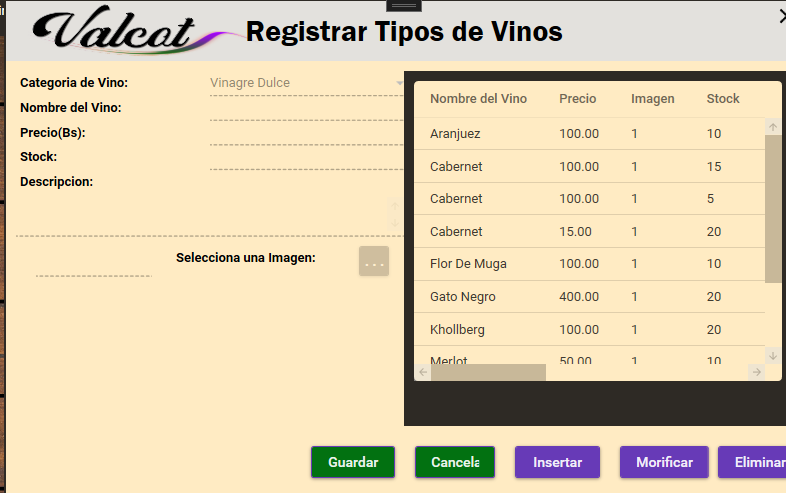 Valcot
Registrar Tipos de Vinos
Categoria de Vino:
Vinagre Dulce
Nombre del Vino:
Precio(Bs):
Stock:
Descripcion:
Selecciona una Imagen:
...
Nombre del Vino Precio Imagen Stock
Aranjuez 100.00 1 10
Cabernet 100.00 1 15
Cabernet 100.00 1 5
Cabernet 15.00 1 20
Flor De Muga 100.00 1 10
Gato Negro 400.00 1 20
Khollberg 100.00 1 20
Merlot 50.00 1 10
Guardar Cancela Insertar Morificar Eliminar